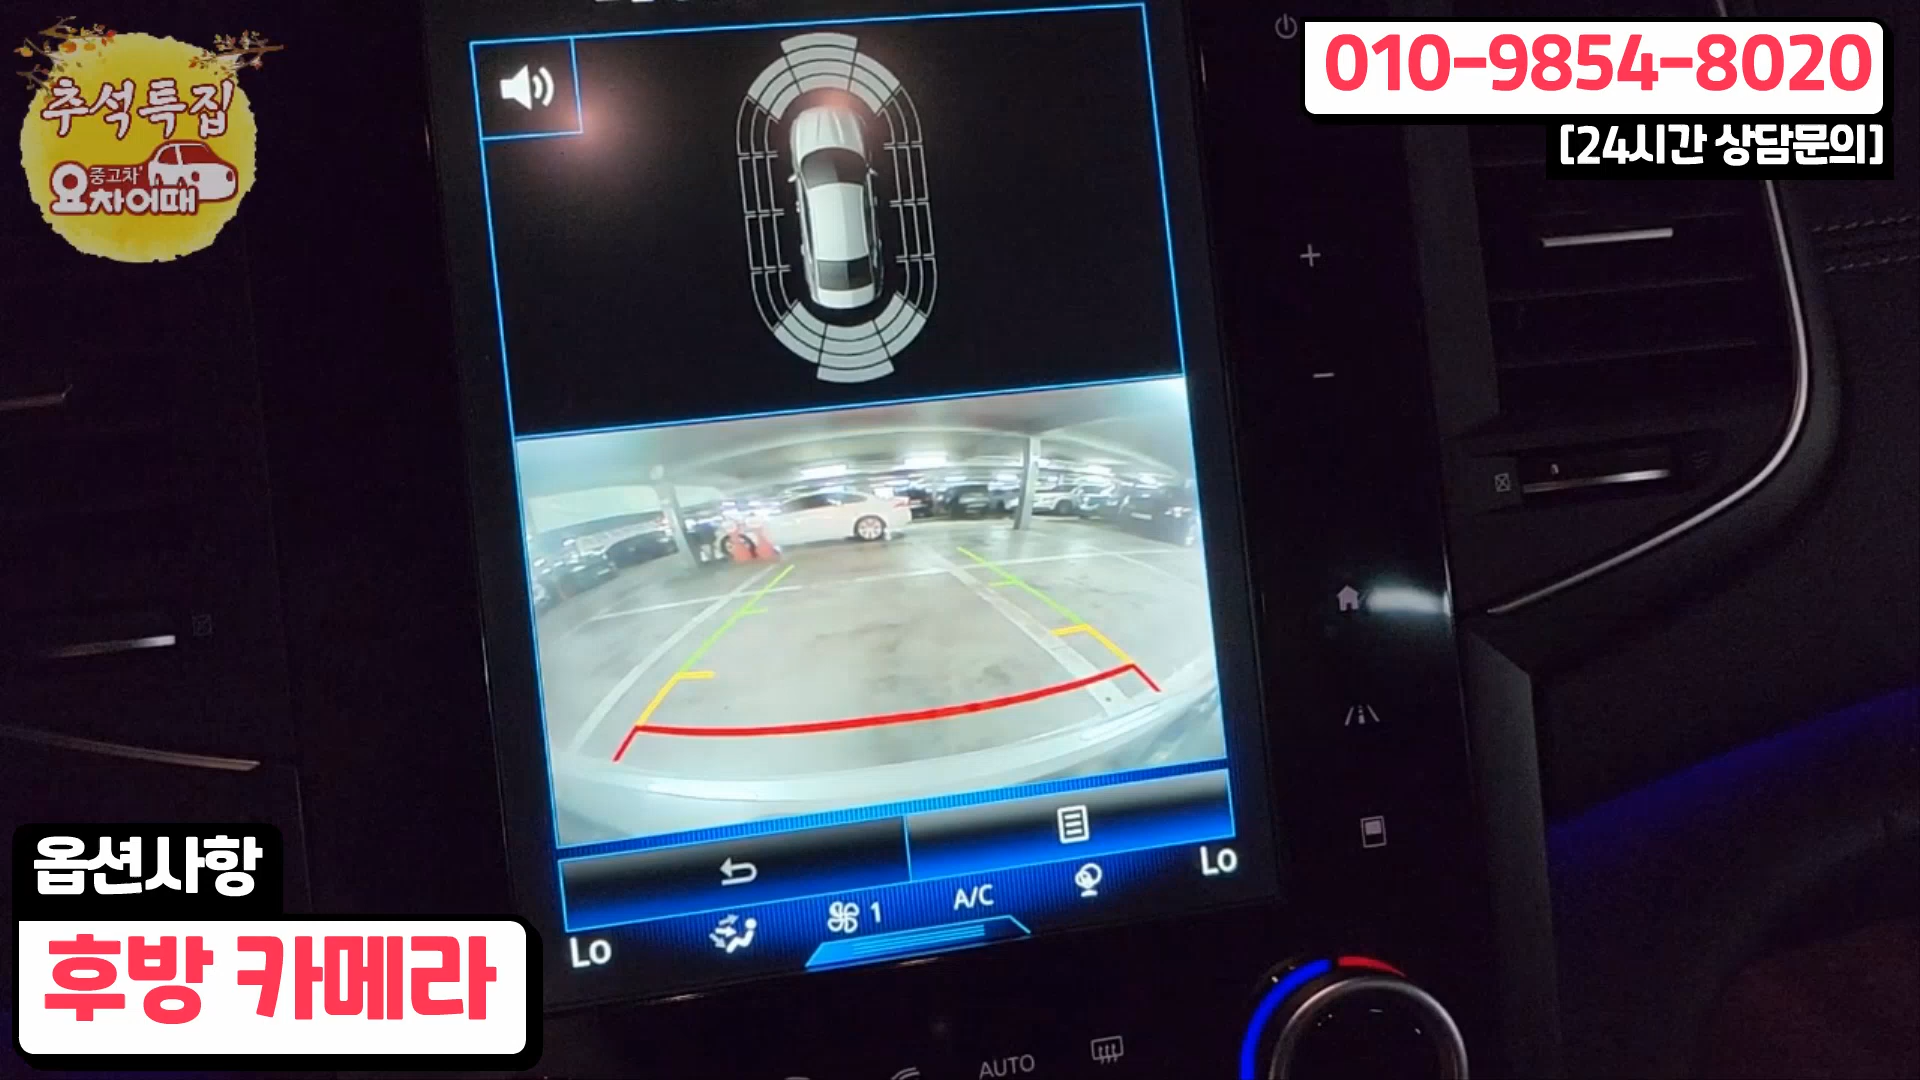 추석특집
중고차
요차어때
010-9854-8020
[24시간 상담문의]
옵션사항
후방 카메라
1
A/C
Lo
Lo
AUTO